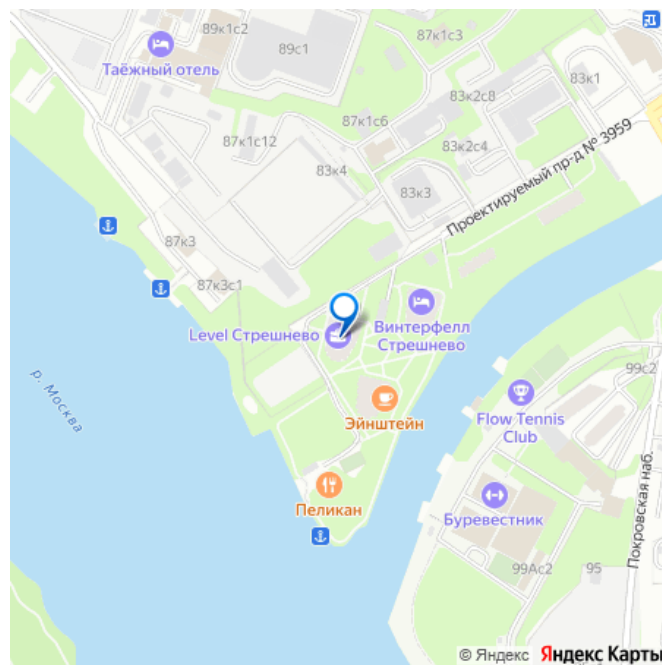 89к1с2
87к1с3
Таёжный отель
89с1
83к1
83к2с8
87к1с6
87к1с12
83к2с4
83к4
83к3
Проектируемый пр-д № 3959
87к3
87к3с1
Level Стрешнево
Винтерфелл
Стрешнево
р. Москва
99с2
Эйнштейн
Flow Tennis
Club
Пеликан
Буревестник
Покровская наб.
99Ас2
95
© Яндекс Яндекс Карты